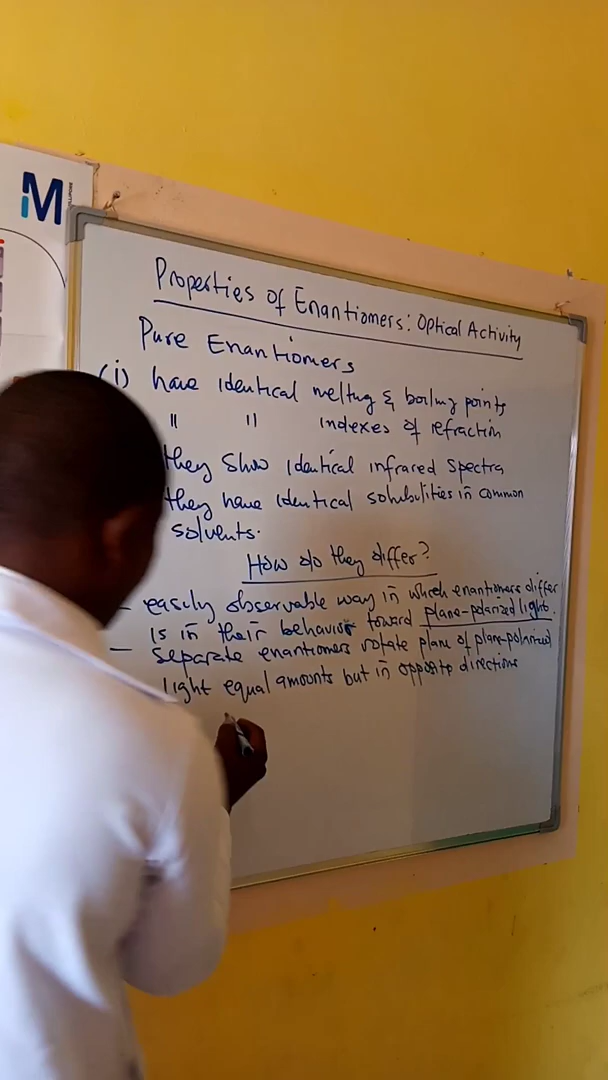 M
Properties of Enantiomers: Optical Activity
Pure Enantiomers
(i) have identical melting & boiling points
" " indexes of refraction
they show identical infrared spectra
they have identical solubilities in common
solvents.
How do they differ?
- easily observable way in which enantiomers differ
is in their behavior toward plane-polarized light.
- separate enantiomers rotate plane of plane-polarized
light equal amounts but in opposite directions